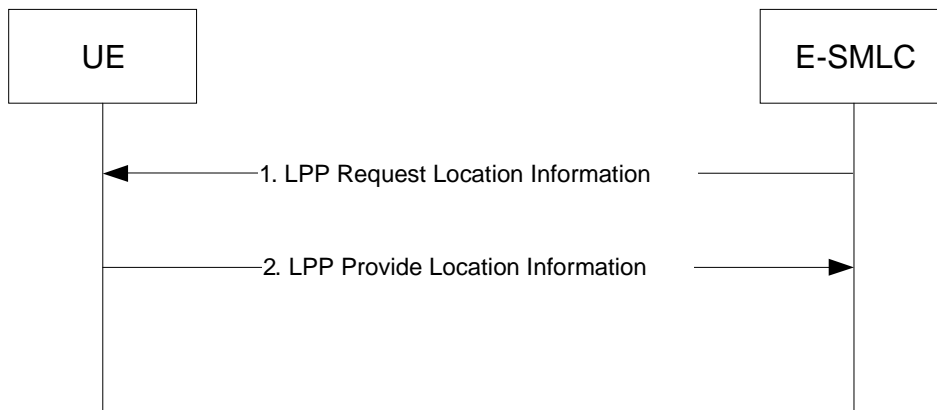 UE
E-SMLC
1. LPP Request Location Information
2. LPP Provide Location Information